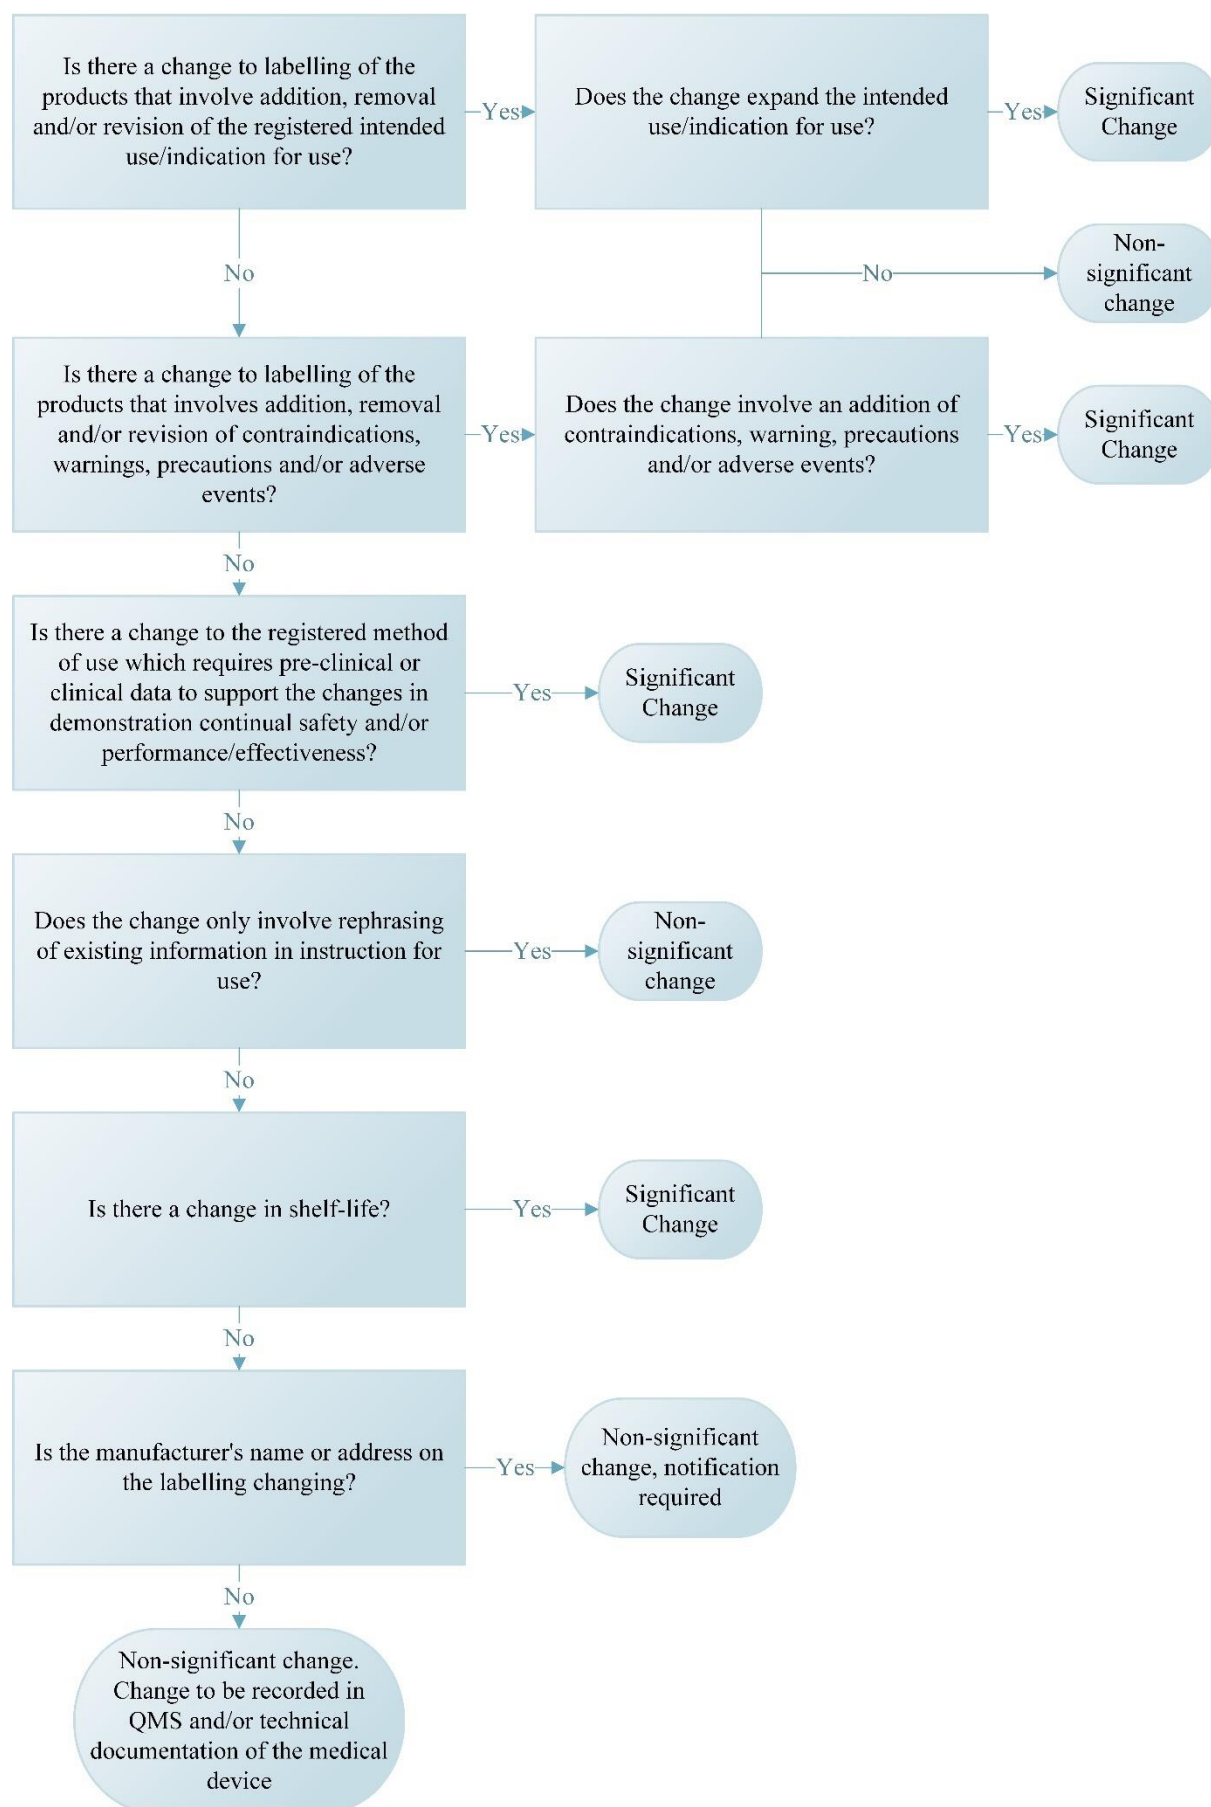 Is there a change to labelling of the
products that involve addition, removal
and/or revision of the registered intended
use/indication for use?
Yes
Does the change expand the intended
use/indication for use?
Yes
Significant
Change
No
No
Non-
significant
change
Is there a change to labelling of the
products that involves addition, removal
and/or revision of contraindications,
warnings, precautions and/or adverse
events?
Yes
Does the change involve an addition of
contraindications, warning, precautions
and/or adverse events?
Yes
Significant
Change
No
Is there a change to the registered method
of use which requires pre-clinical or
clinical data to support the changes in
demonstration continual safety and/or
performance/effectiveness?
Yes
Significant
Change
No
Does the change only involve rephrasing
of existing information in instruction for
use?
Yes
Non-
significant
change
No
Is there a change in shelf-life?
Yes
Significant
Change
No
Is the manufacturer's name or address on
the labelling changing?
Yes
Non-significant
change, notification
required
No
Non-significant change.
Change to be recorded in
QMS and/or technical
documentation of the medical
device